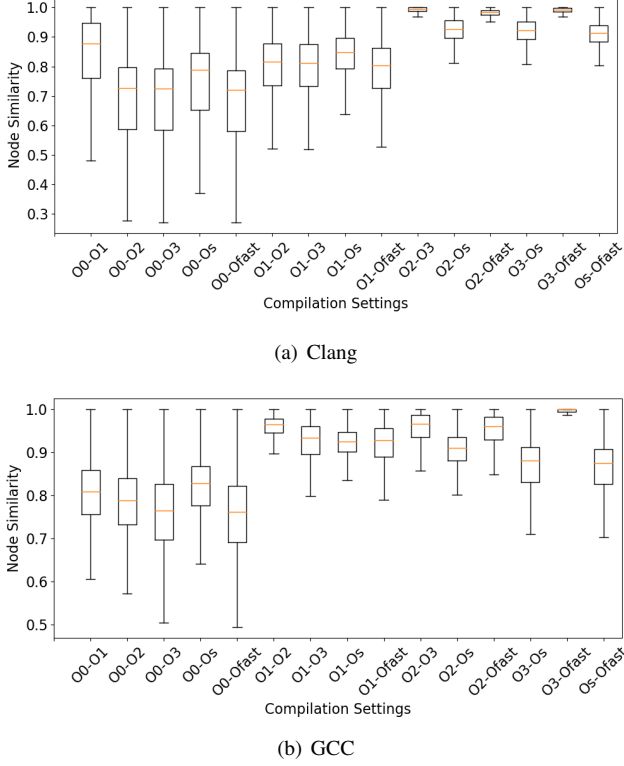 1.0
0.9
0.8
0.7
0.6
0.5
0.4
0.3
Node Similarity
O0-O1
O0-O2
O0-O3
O0-Os
O0-Ofast
O1-O2
O1-O3
O1-Os
O1-Ofast
O2-O3
O2-Os
O2-Ofast
O3-Os
O3-Ofast
Os-Ofast
Compilation Settings
(a) Clang
1.0
0.9
0.8
0.7
0.6
0.5
Node Similarity
O0-O1
O0-O2
O0-O3
O0-Os
O0-Ofast
O1-O2
O1-O3
O1-Os
O1-Ofast
O2-O3
O2-Os
O2-Ofast
O3-Os
O3-Ofast
Os-Ofast
Compilation Settings
(b) GCC